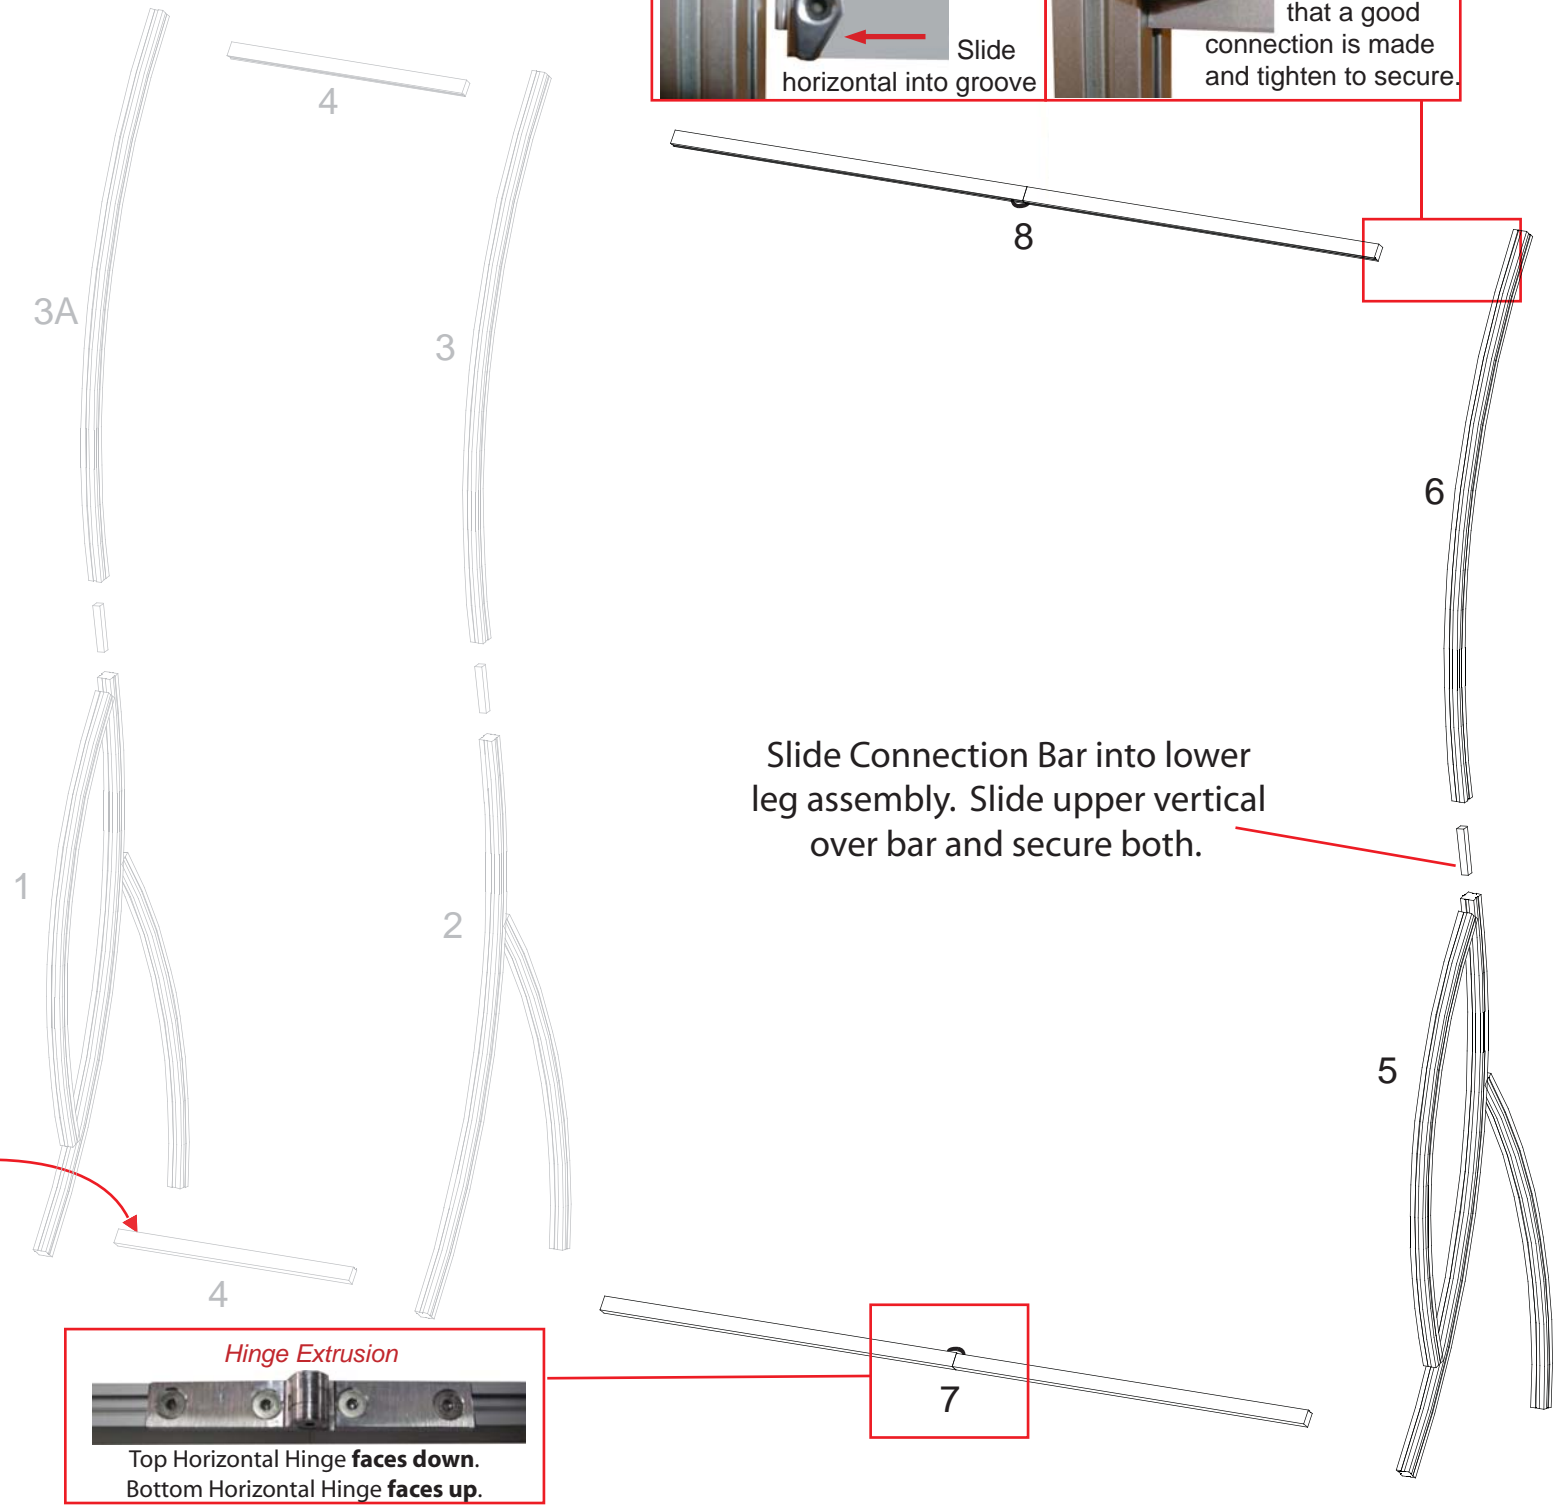 Slide
horizontal into groove
that a good
connection is made
and tighten to secure.
4
8
3A
3
6
Slide Connection Bar into lower
leg assembly. Slide upper vertical
over bar and secure both.
1
2
5
4
7
Hinge Extrusion
Top Horizontal Hinge faces down.
Bottom Horizontal Hinge faces up.